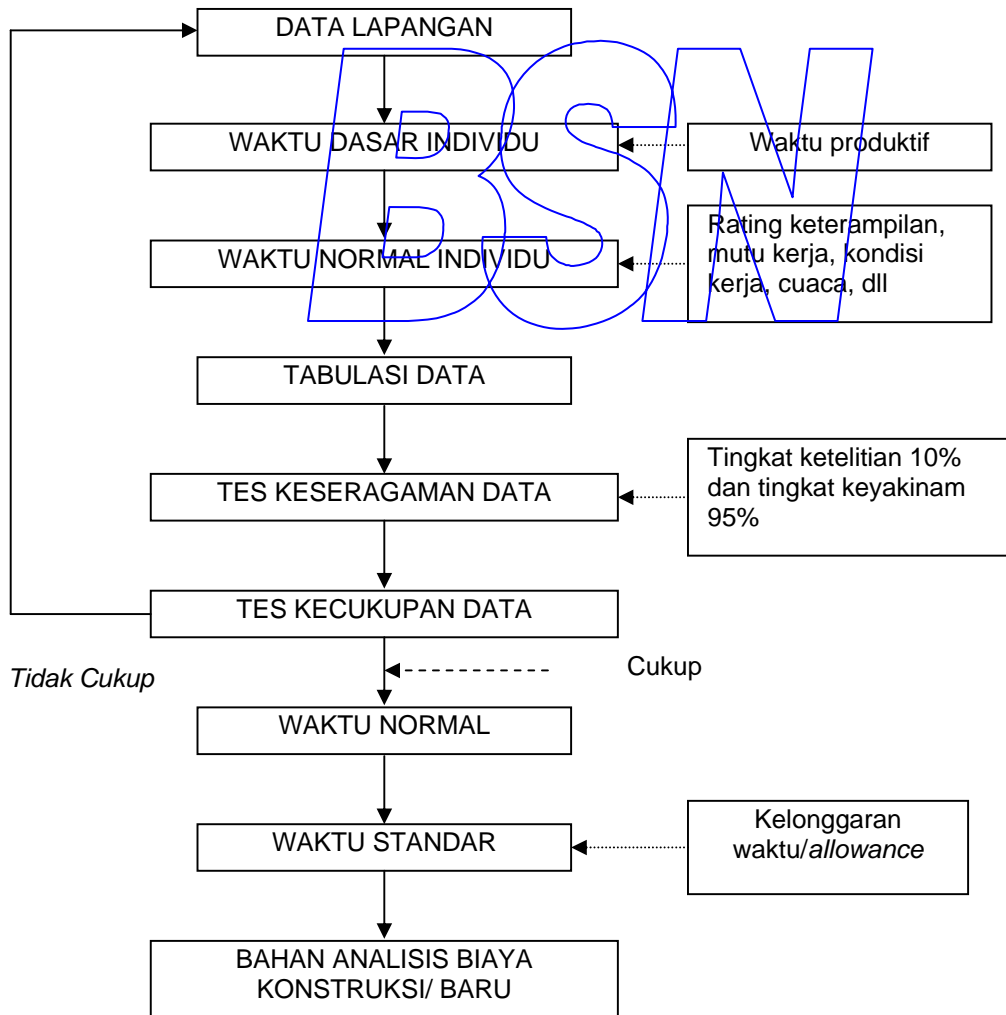 DATA LAPANGAN
WAKTU DASAR INDIVIDU
Waktu produktif
WAKTU NORMAL INDIVIDU
Rating keterampilan,
mutu kerja, kondisi
kerja, cuaca, dll
TABULASI DATA
TES KESERAGAMAN DATA
Tingkat ketelitian 10%
dan tingkat keyakinam
95%
TES KECUKUPAN DATA
Tidak Cukup
Cukup
WAKTU NORMAL
WAKTU STANDAR
Kelonggaran
waktu/allowance
BAHAN ANALISIS BIAYA
KONSTRUKSI/ BARU
BSN